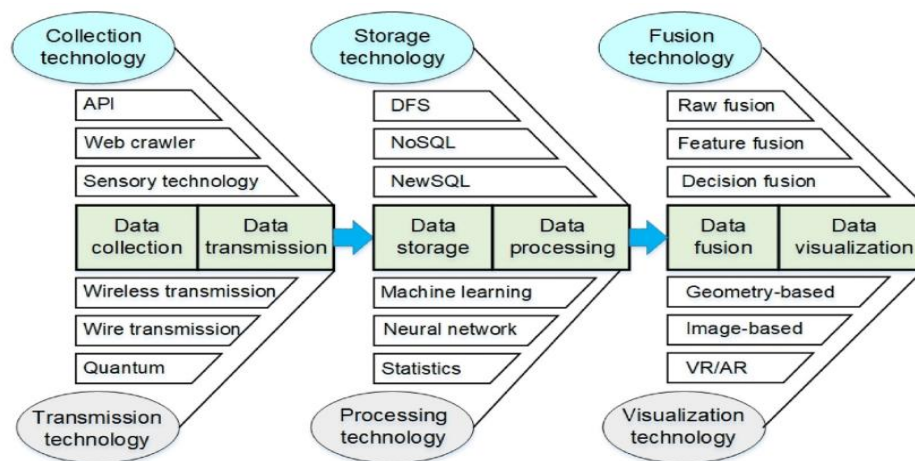 Collection
technology
API
Web crawler
Sensory technology
Data
collection
Data
transmission
Wireless transmission
Wire transmission
Quantum
Transmission
technology
Storage
technology
DFS
NoSQL
NewSQL
Data
storage
Data
processing
Machine learning
Neural network
Statistics
Processing
technology
Fusion
technology
Raw fusion
Feature fusion
Decision fusion
Data
fusion
Data
visualization
Geometry-based
Image-based
VR/AR
Visualization
technology